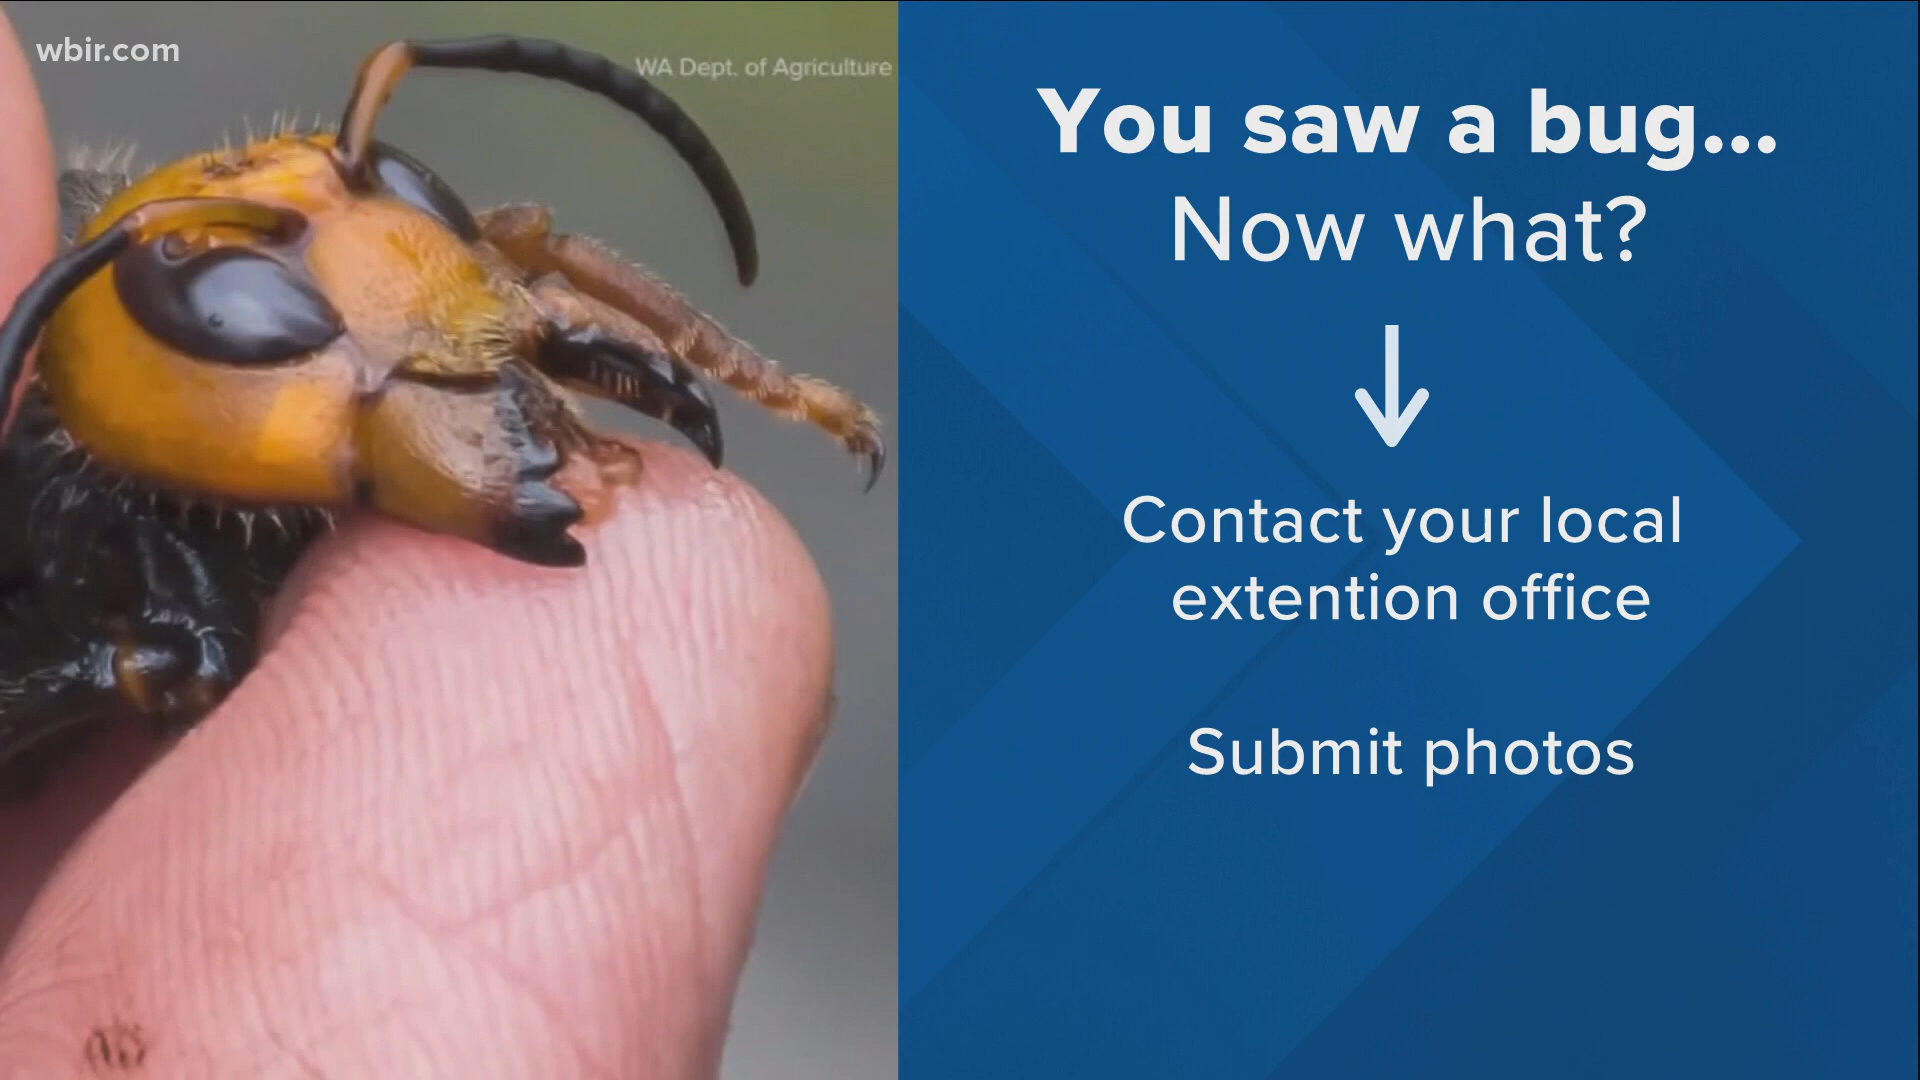 wbir.com
WA Dept. of Agriculture
You saw a bug...
Now what?
Contact your local
extention office
Submit photos